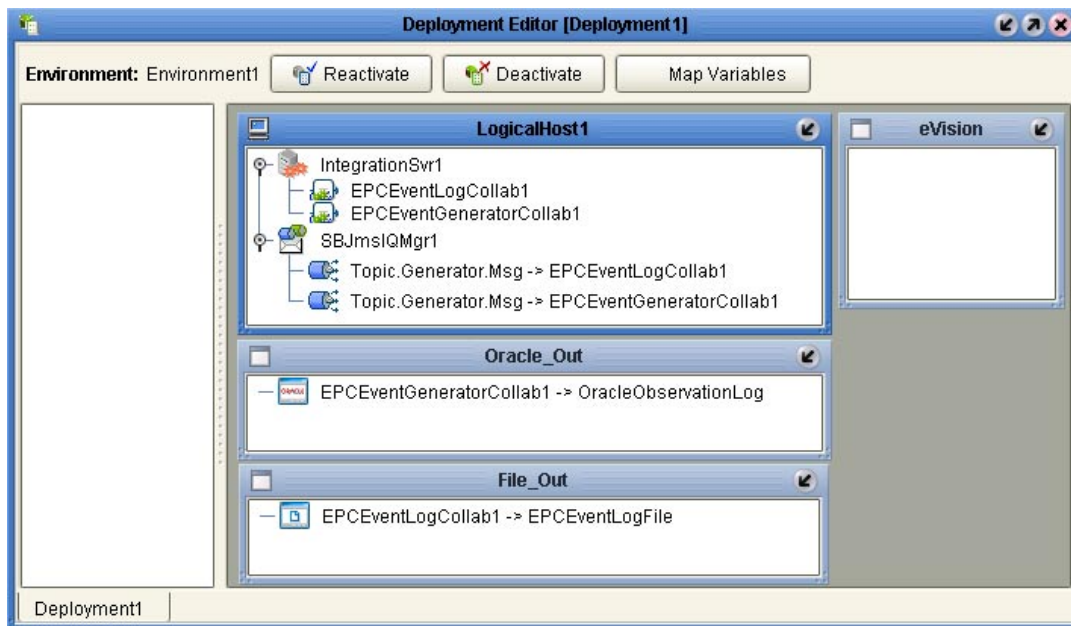 Deployment Editor [Deployment1]
Environment: Environment1
Reactivate
Deactivate
Map Variables
LogicalHost1
IntegrationSvr1
EPCEventLogCollab1
EPCEventGeneratorCollab1
SBJmsIQMgr1
Topic.Generator.Msg -> EPCEventLogCollab1
Topic.Generator.Msg -> EPCEventGeneratorCollab1
eVision
Oracle_Out
ORACLE
EPCEventGeneratorCollab1 -> OracleObservationLog
File_Out
EPCEventLogCollab1 -> EPCEventLogFile
Deployment1